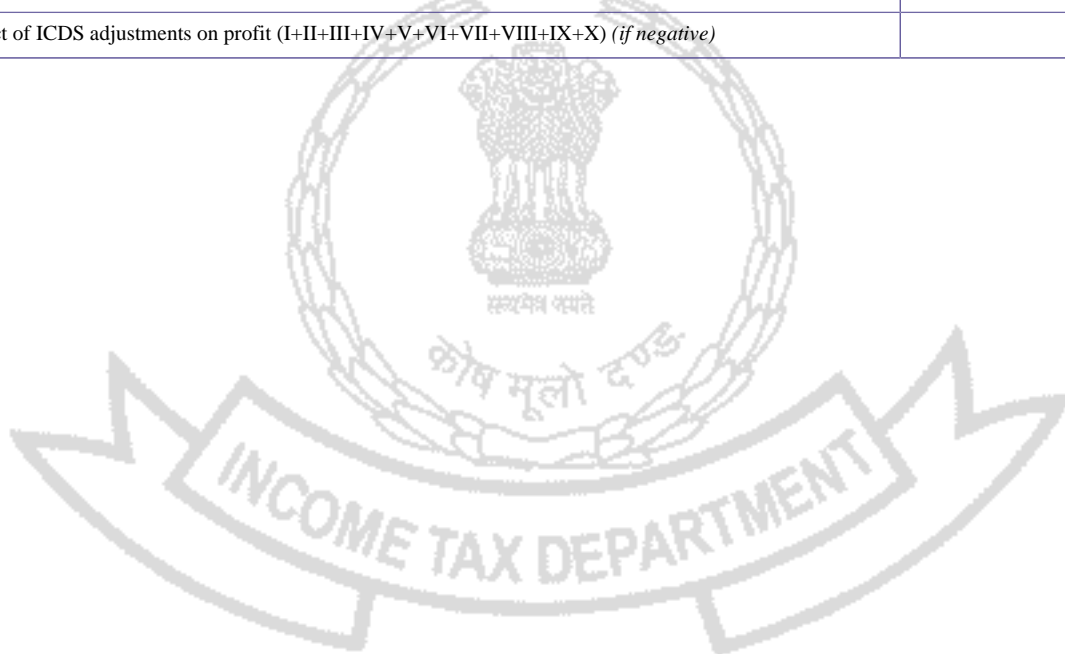 t of ICDS adjustments on profit (I+II+III+IV+V+VI+VII+VIII+IX+X) (if negative)
सत्यमेव जयते
कोष मूलो दण्डः
INCOME TAX DEPARTMENT